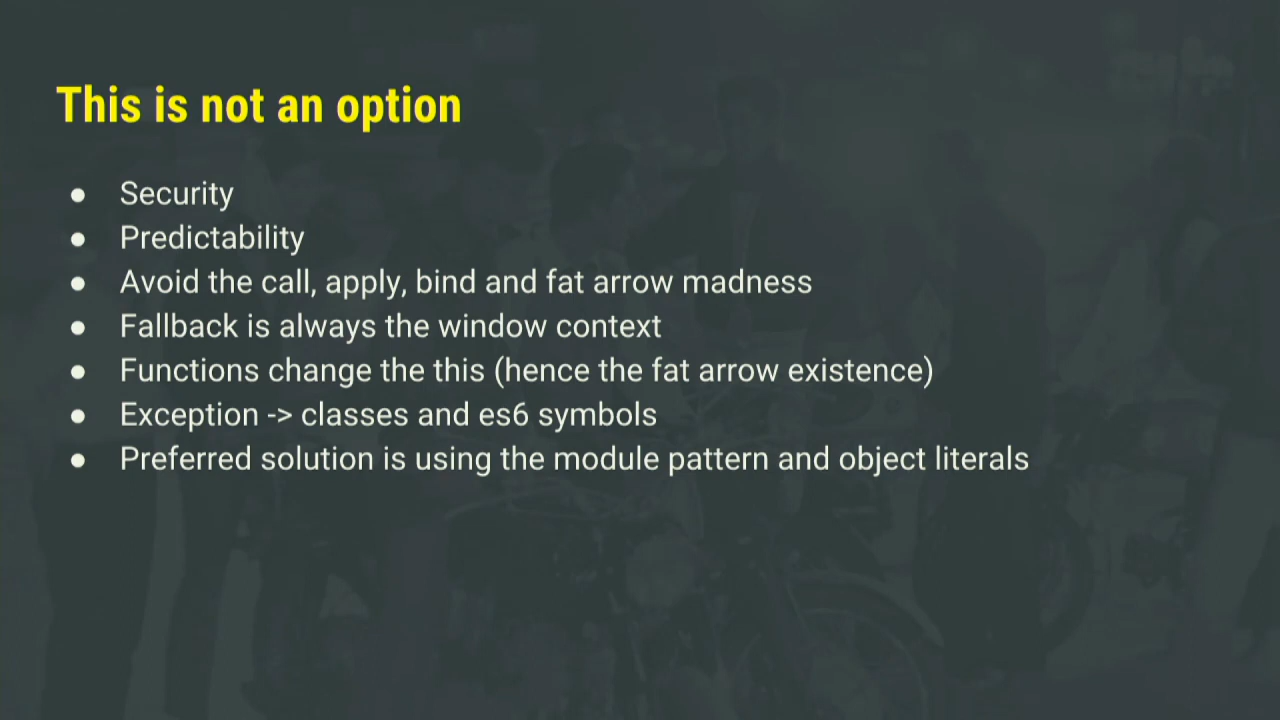 This is not an option
● Security
● Predictability
● Avoid the call, apply, bind and fat arrow madness
● Fallback is always the window context
● Functions change the this (hence the fat arrow existence)
● Exception -> classes and es6 symbols
● Preferred solution is using the module pattern and object literals